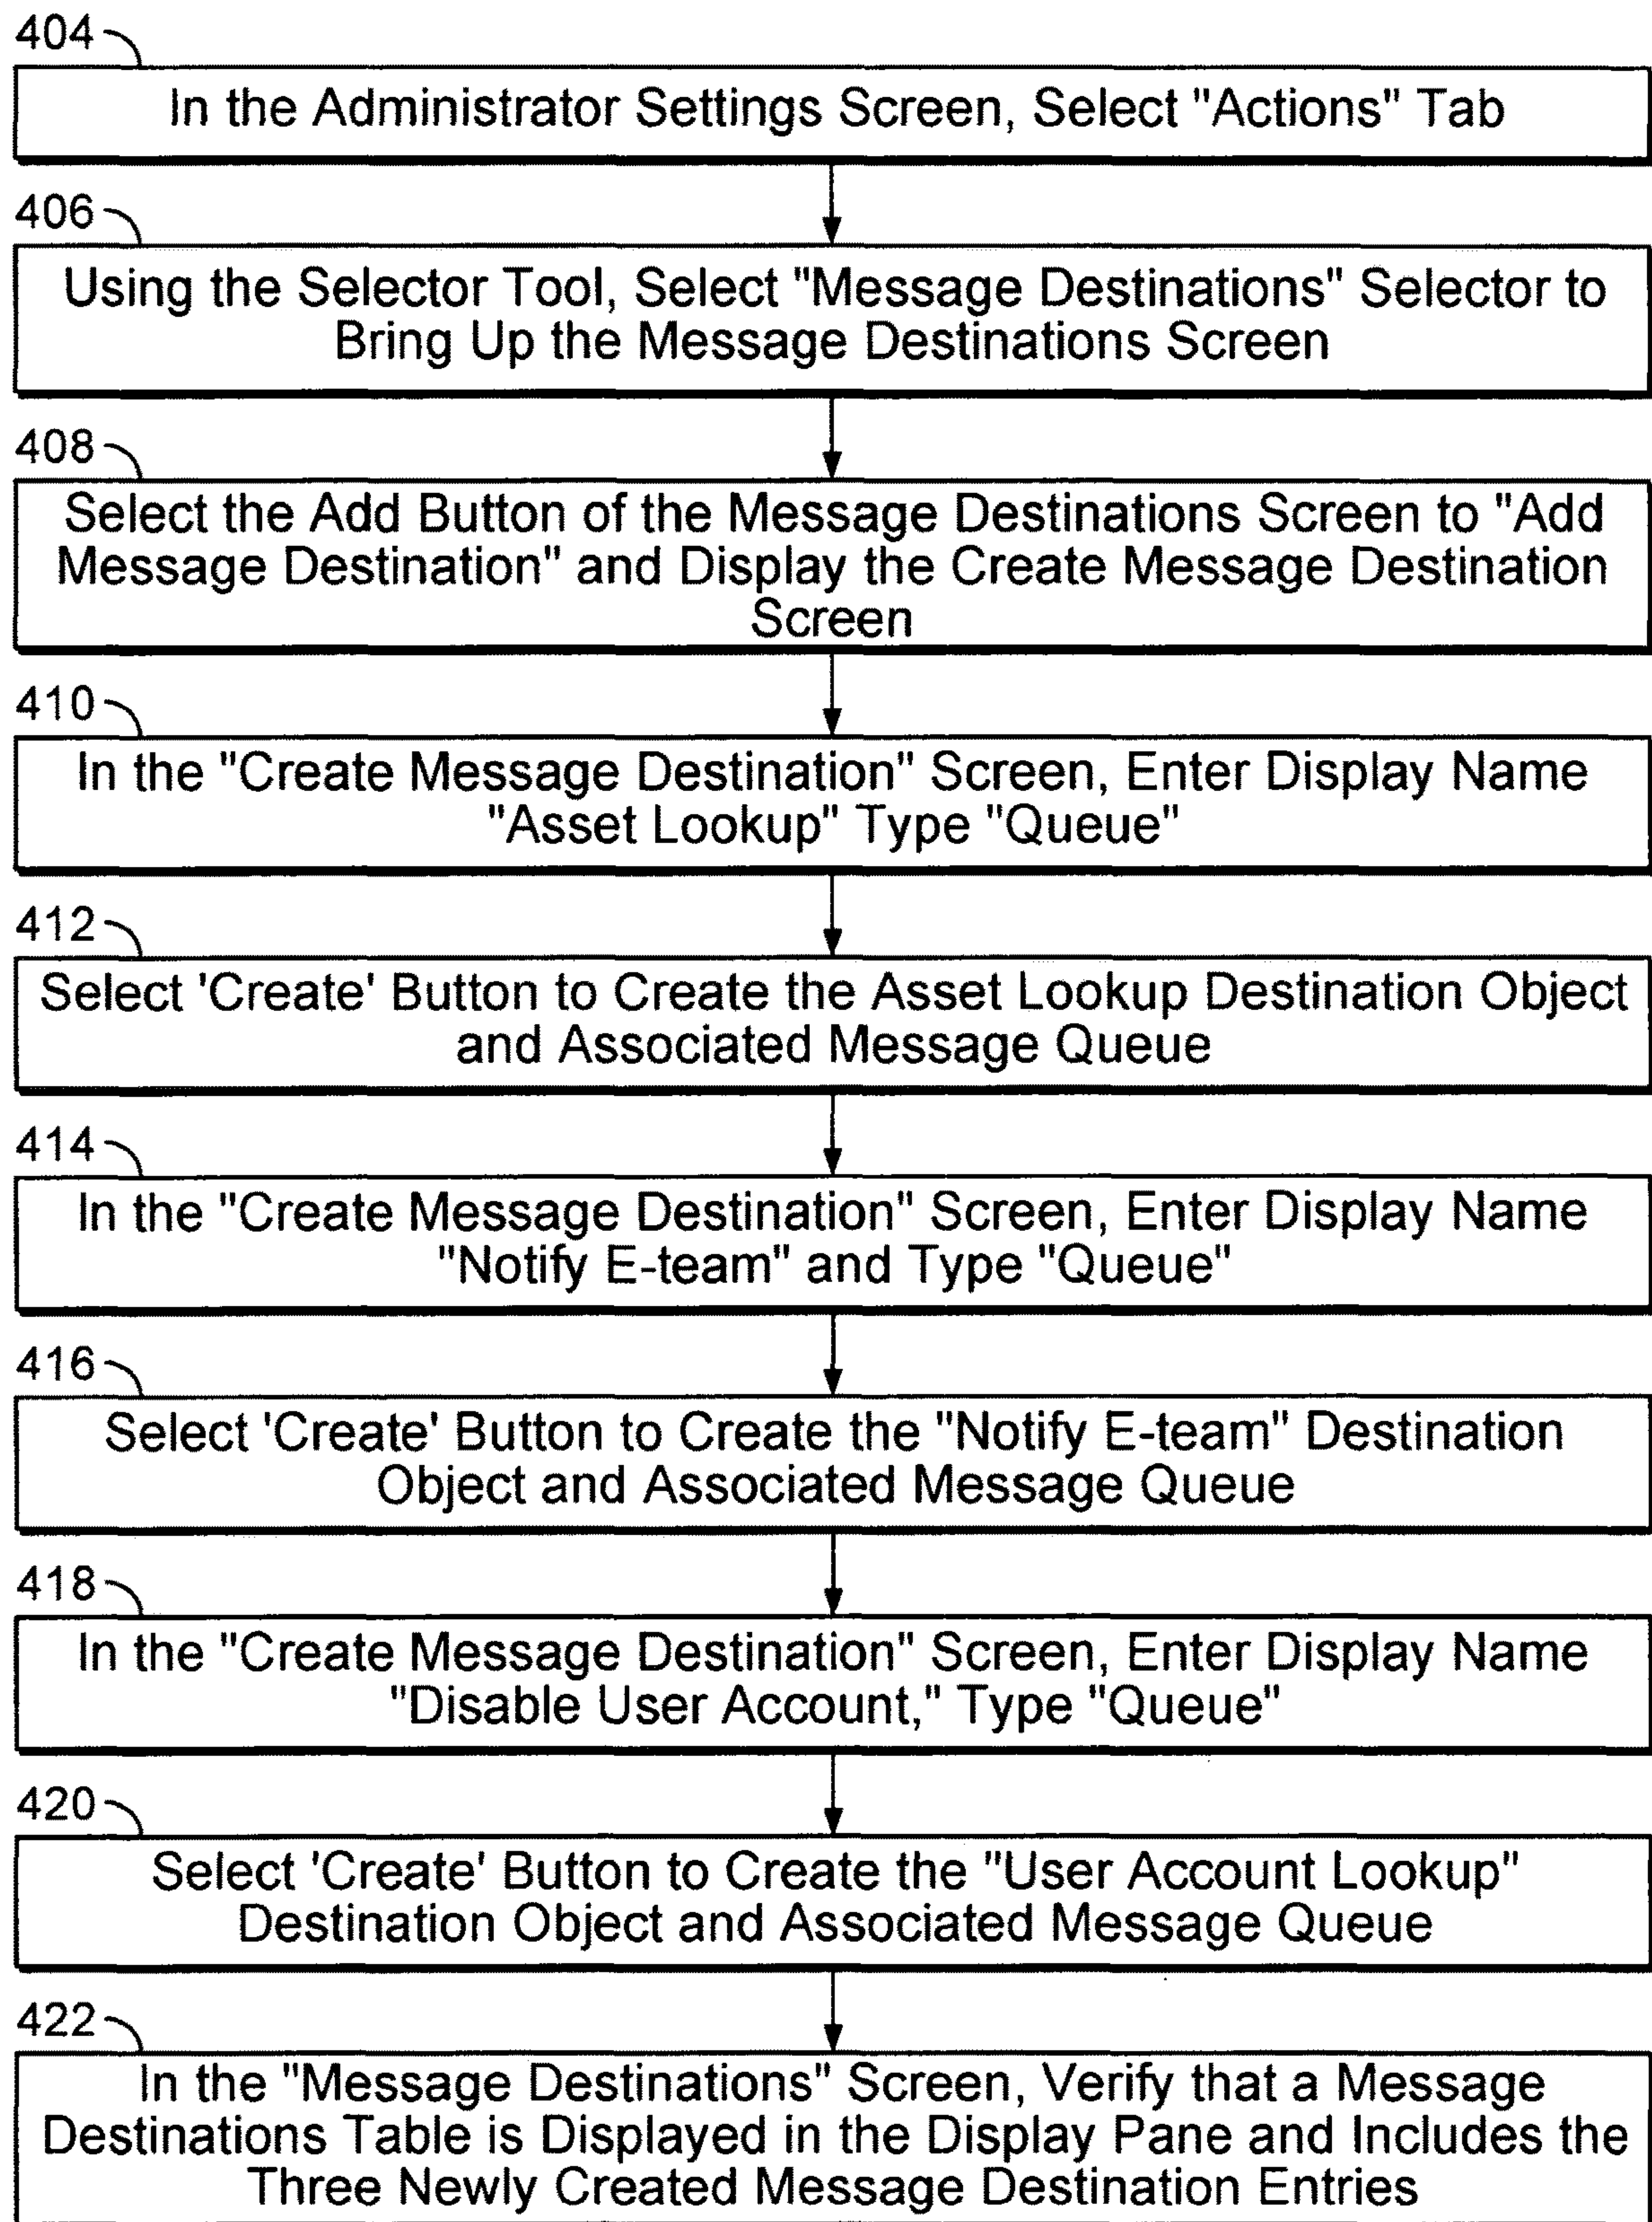 404
In the Administrator Settings Screen, Select "Actions" Tab
406
Using the Selector Tool, Select "Message Destinations" Selector to
Bring Up the Message Destinations Screen
408
Select the Add Button of the Message Destinations Screen to "Add
Message Destination" and Display the Create Message Destination
Screen
410
In the "Create Message Destination" Screen, Enter Display Name
"Asset Lookup" Type "Queue"
412
Select 'Create' Button to Create the Asset Lookup Destination Object
and Associated Message Queue
414
In the "Create Message Destination" Screen, Enter Display Name
"Notify E-team" and Type "Queue"
416
Select 'Create' Button to Create the "Notify E-team" Destination
Object and Associated Message Queue
418
In the "Create Message Destination" Screen, Enter Display Name
"Disable User Account," Type "Queue"
420
Select 'Create' Button to Create the "User Account Lookup"
Destination Object and Associated Message Queue
422
In the "Message Destinations" Screen, Verify that a Message
Destinations Table is Displayed in the Display Pane and Includes the
Three Newly Created Message Destination Entries